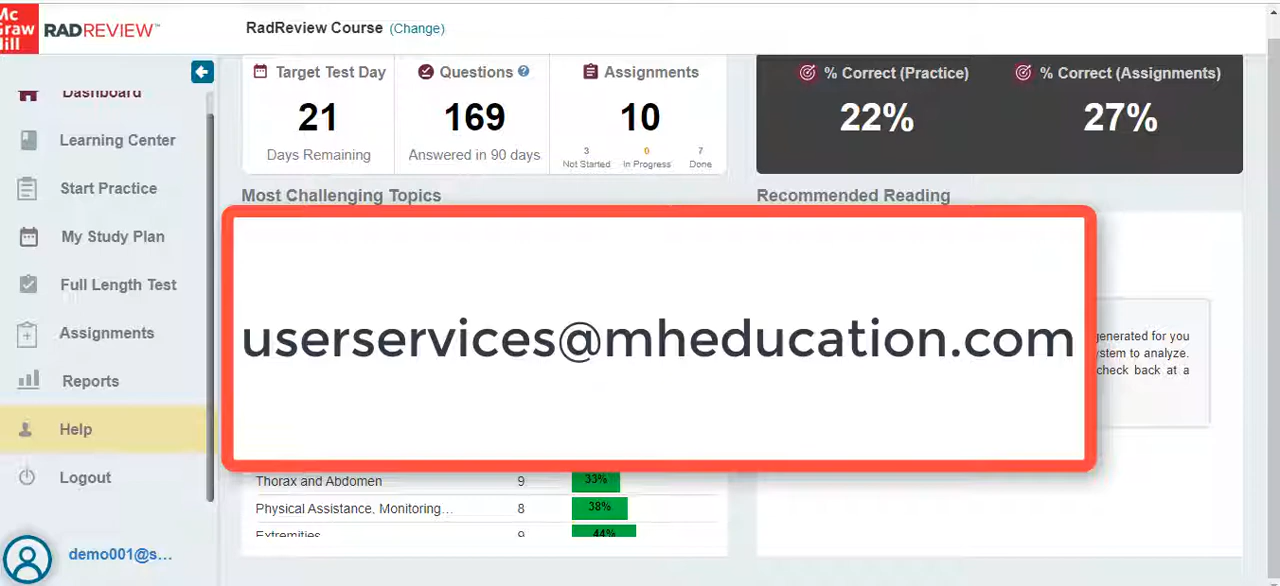 Mc
Graw
Hill
RADREVIEW™
RadReview Course (Change)
Dashboard
Learning Center
Start Practice
My Study Plan
Full Length Test
Assignments
Reports
Help
Logout
demo001@s...
Target Test Day
21
Days Remaining
Questions ?
169
Answered in 90 days
Assignments
10
3
Not Started
0
In Progress
7
Done
% Correct (Practice)
22%
% Correct (Assignments)
27%
Most Challenging Topics
Recommended Reading
userservices@mheducation.com
generated for you
to analyze.
check back at a
Thorax and Abdomen 9 33%
Physical Assistance, Monitoring... 8 38%
Extremities 9 44%